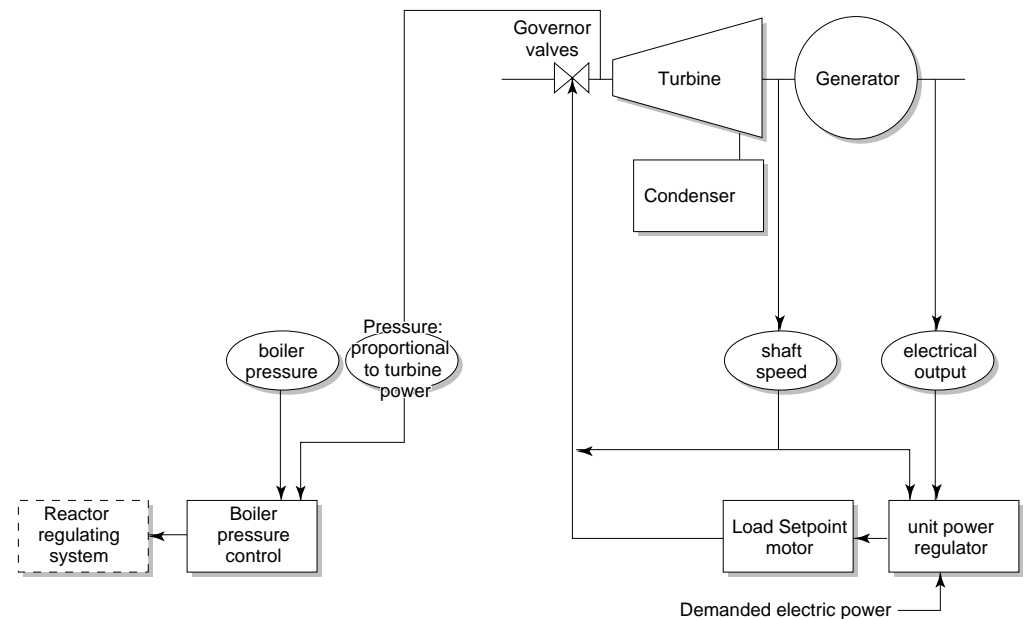 Governor
valves
Turbine
Generator
Condenser
boiler
pressure
Pressure:
proportional
to turbine
power
shaft
speed
electrical
output
Reactor
regulating
system
Boiler
pressure
control
Load Setpoint
motor
unit power
regulator
Demanded electric power